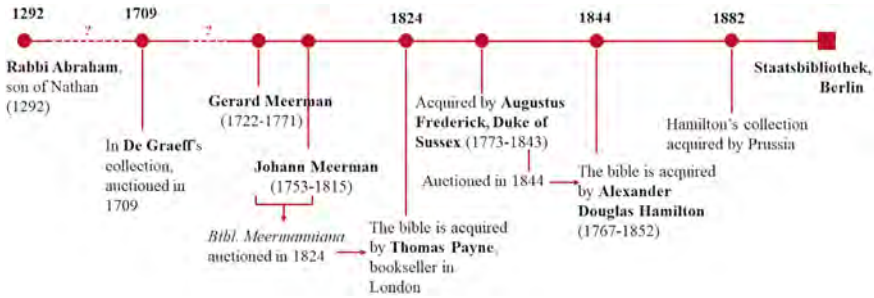 1292
1709
1824
1844
1882
?
?
Rabbi Abraham,
son of Nathan
(1292)
In De Graeff's
collection,
auctioned in
1709
Gerard Meerman
(1722-1771)
Johann Meerman
(1753-1815)
Bibl. Meermanniana
auctioned in 1824
The bible is acquired
by Thomas Payne,
bookseller in
London
Acquired by Augustus
Frederick, Duke of
Sussex (1773-1843)
Auctioned in 1844
The bible is acquired
by Alexander
Douglas Hamilton
(1767-1852)
Hamilton's collection
acquired by Prussia
Staatsbibliothek,
Berlin